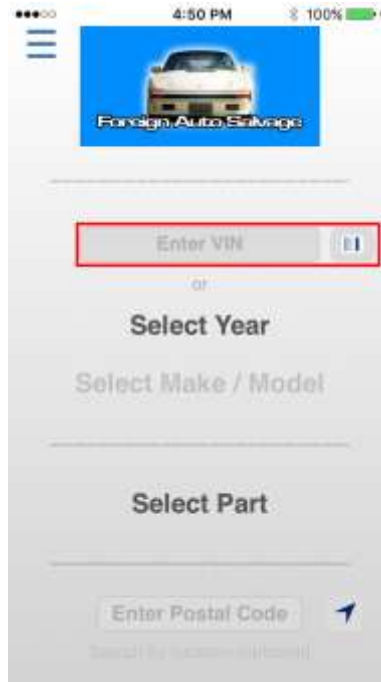 4:50 PM 100%
Foreign Auto Salvage
Enter VIN
or
Select Year
Select Make / Model
Select Part
Enter Postal Code